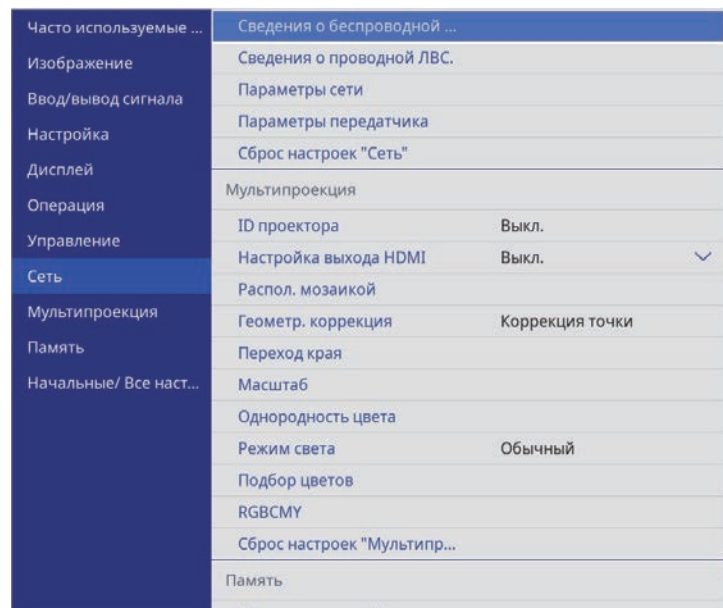 Часто используемые ...
Изображение
Ввод/вывод сигнала
Настройка
Дисплей
Операция
Управление
Сеть
Мультипроекция
Память
Начальные/ Все наст...
Сведения о беспроводной ...
Сведения о проводной ЛВС.
Параметры сети
Параметры передатчика
Сброс настроек "Сеть"
Мультипроекция
ID проектора Выкл.
Настройка выхода HDMI Выкл.
Распол. мозаикой
Геометр. коррекция Коррекция точки
Переход края
Масштаб
Однородность цвета
Режим света Обычный
Подбор цветов
RGBCMY
Сброс настроек "Мультипр...
Память